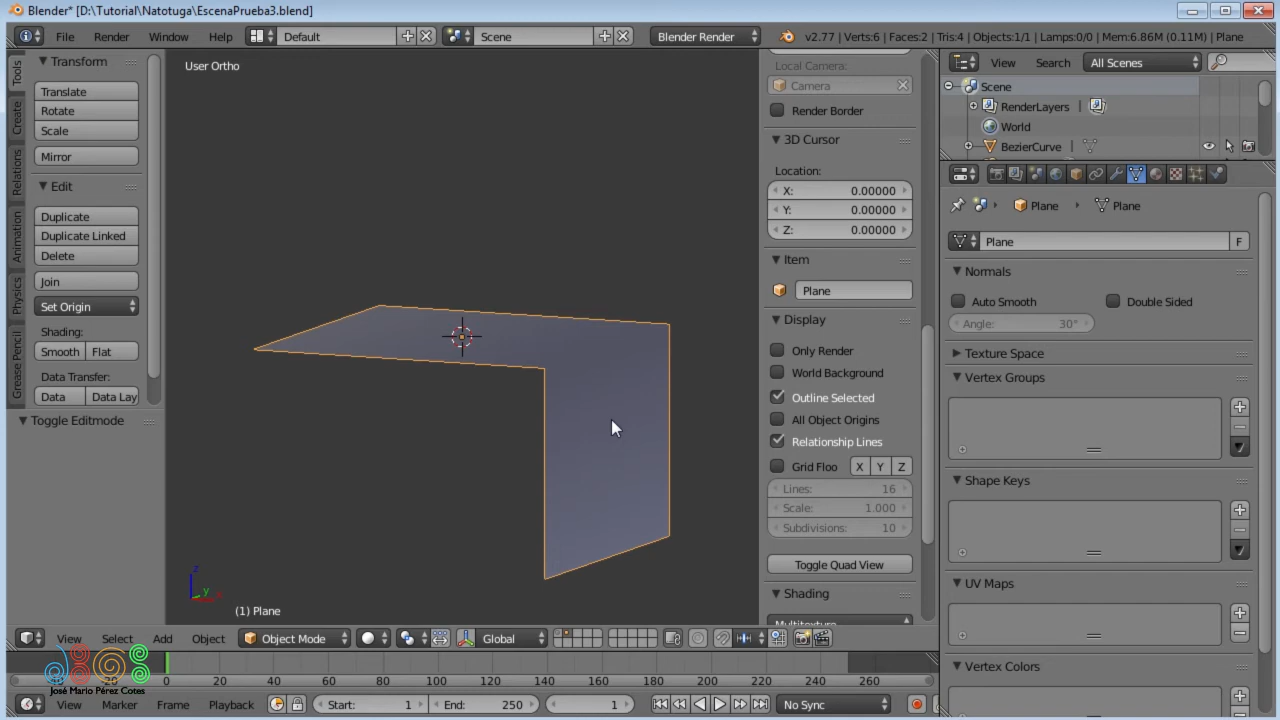 Blender* [D:\Tutorial\Natotuga\EscenaPrueba3.blend]
File Render Window Help Default Scene Blender Render v2.77 | Verts:6 | Faces:2 | Tris:4 | Objects:1/1 | Lamps:0/0 | Mem:6.86M (0.11M) | Plane
Tools
Create
Relations
Animation
Physics
Grease Pencil
Transform
Translate
Rotate
Scale
Mirror
Edit
Duplicate
Duplicate Linked
Delete
Join
Set Origin
Shading:
Smooth Flat
Data Transfer:
Data Data Lay
Toggle Editmode
User Ortho
z
y
x
(1) Plane
Local Camera:
Camera
Render Border
3D Cursor
Location:
X: 0.00000
Y: 0.00000
Z: 0.00000
Item
Plane
Display
Only Render
World Background
Outline Selected
All Object Origins
Relationship Lines
Grid Floo X Y Z
Lines: 16
Scale: 1.000
Subdivisions: 10
Toggle Quad View
Shading
Multitexture
View Search All Scenes
Scene
RenderLayers |
World
BezierCurve |
Plane Plane
Plane F
Normals
Auto Smooth Double Sided
Angle: 30°
Texture Space
Vertex Groups
Shape Keys
UV Maps
Vertex Colors
View Select Add Object Object Mode Global
José Mario Pérez Cotes
0 20 40 60 80 100 120 140 160 180 200 220 240 260
View Marker Frame Playback Start: 1 End: 250 1 No Sync